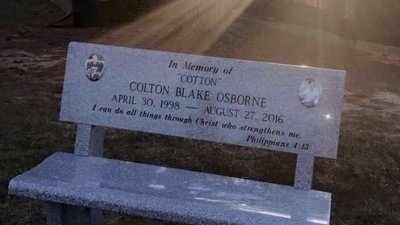 In Memory of
"COTTON"
COLTON BLAKE OSBORNE
APRIL 30, 1998 — AUGUST 27, 2016
I can do all things through Christ who strengthens me.
Philippians 4:13